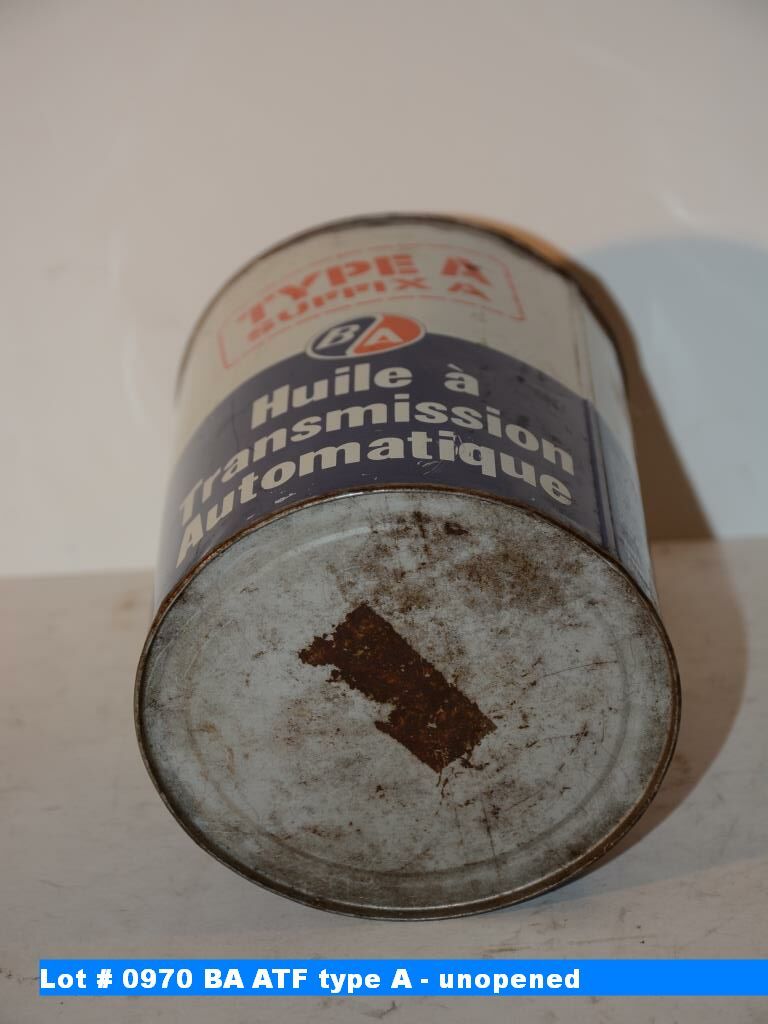 TYPE A
SUFFIX A
BA
Huile à
Transmission
Automatique
Lot # 0970 BA ATF type A - unopened